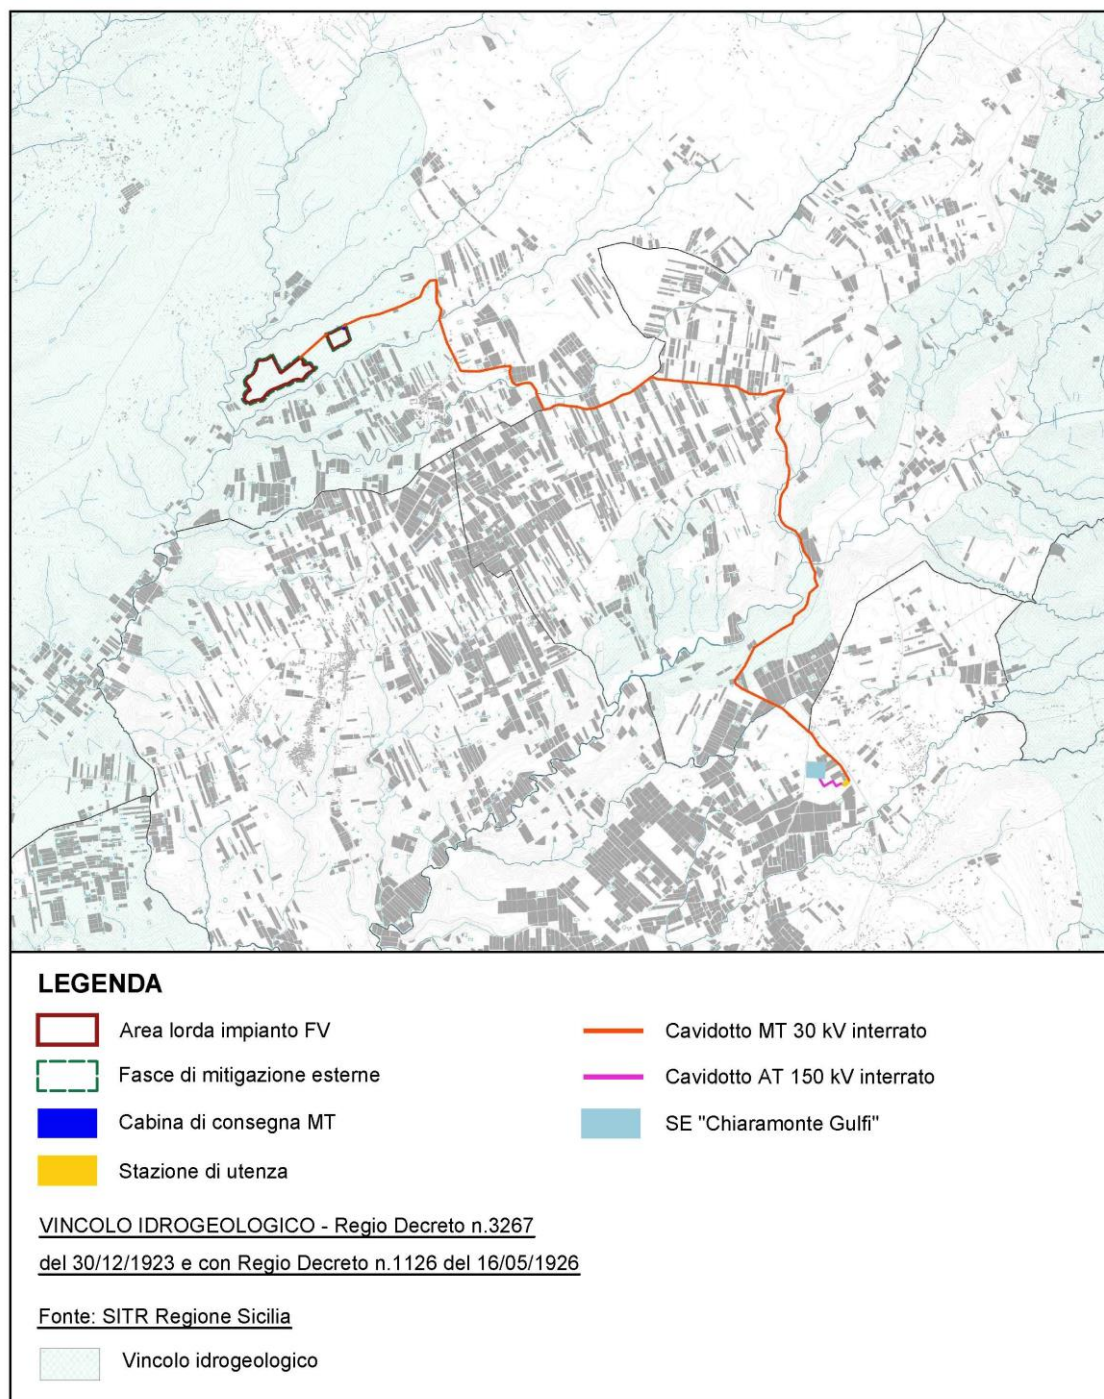 LEGENDA
Area lorda impianto FV
Fasce di mitigazione esterne
Cabina di consegna MT
Stazione di utenza
Cavidotto MT 30 kV interrato
Cavidotto AT 150 kV interrato
SE "Chiaramonte Gulfi"
VINCOLO IDROGEOLOGICO - Regio Decreto n.3267
del 30/12/1923 e con Regio Decreto n.1126 del 16/05/1926
Fonte: SITR Regione Sicilia
Vincolo idrogeologico